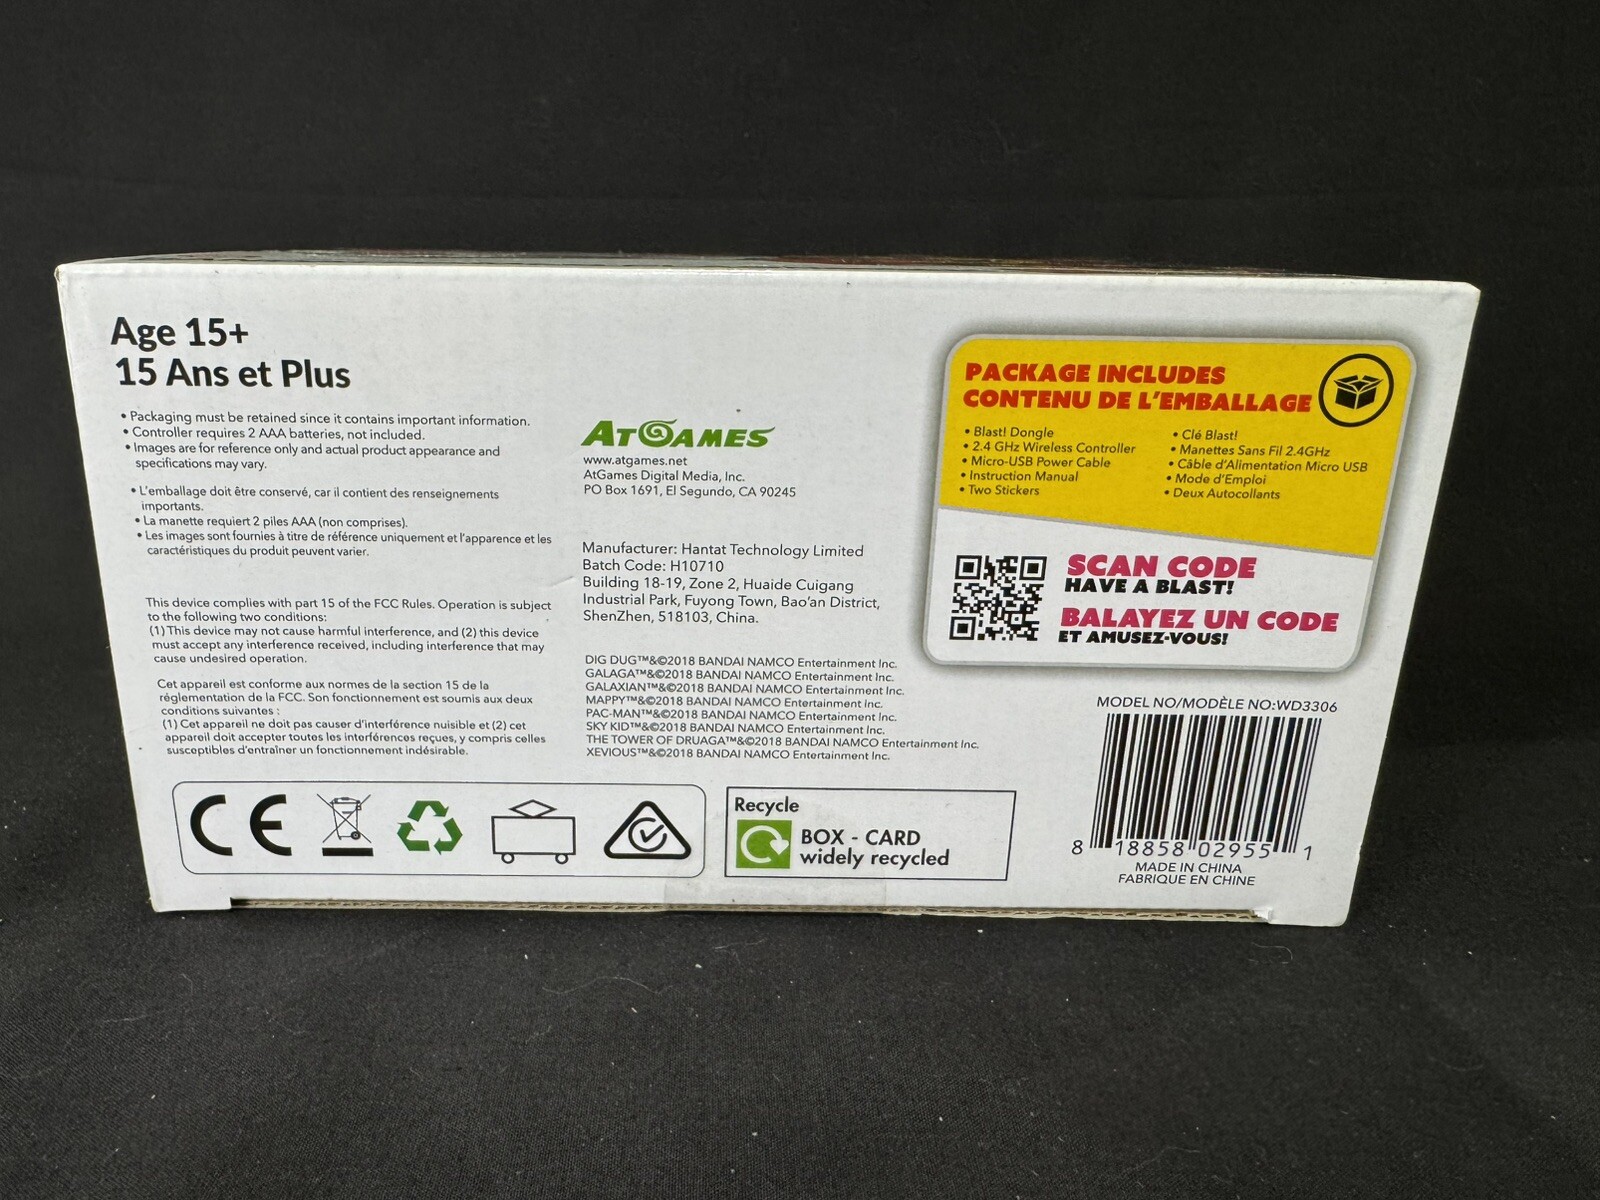 Age 15+
15 Ans et Plus
• Packaging must be retained since it contains important information.
• Controller requires 2 AAA batteries, not included.
• Images are for reference only and actual product appearance and
specifications may vary.
• L'emballage doit être conservé, car il contient des renseignements
importants.
• La manette requiert 2 piles AAA (non comprises).
• Les images sont fournies à titre de référence uniquement et l'apparence et les
caractéristiques du produit peuvent varier.
This device complies with part 15 of the FCC Rules. Operation is subject
to the following two conditions:
(1) This device may not cause harmful interference, and (2) this device
must accept any interference received, including interference that may
cause undesired operation.
Cet appareil est conforme aux normes de la section 15 de la
réglementation de la FCC. Son fonctionnement est soumis aux deux
conditions suivantes :
(1) Cet appareil ne doit pas causer d'interférence nuisible et (2) cet
appareil doit accepter toutes les interférences reçues, y compris celles
susceptibles d'entraîner un fonctionnement indésirable.
CE
ATGAMES
www.atgames.net
AtGames Digital Media, Inc.
PO Box 1691, El Segundo, CA 90245
Manufacturer: Hantat Technology Limited
Batch Code: H10710
Building 18-19, Zone 2, Huaide Cuigang
Industrial Park, Fuyong Town, Bao'an District,
ShenZhen, 518103, China.
DIG DUG™&©2018 BANDAI NAMCO Entertainment Inc.
GALAGA™&©2018 BANDAI NAMCO Entertainment Inc.
GALAXIAN™&©2018 BANDAI NAMCO Entertainment Inc.
MAPPY™&©2018 BANDAI NAMCO Entertainment Inc.
PAC-MAN™&©2018 BANDAI NAMCO Entertainment Inc.
SKY KID™&©2018 BANDAI NAMCO Entertainment Inc.
THE TOWER OF DRUAGA™&©2018 BANDAI NAMCO Entertainment Inc.
XEVIOUS™&©2018 BANDAI NAMCO Entertainment Inc.
Recycle
BOX - CARD
widely recycled
PACKAGE INCLUDES
CONTENU DE L'EMBALLAGE
• Blast! Dongle
• 2.4 GHz Wireless Controller
• Micro-USB Power Cable
• Instruction Manual
• Two Stickers
• Clé Blast!
• Manettes Sans Fil 2.4GHz
• Câble d'Alimentation Micro USB
• Mode d'Emploi
• Deux Autocollants
SCAN CODE
HAVE A BLAST!
BALAYEZ UN CODE
ET AMUSEZ-VOUS!
MODEL NO/MODÈLE NO:WD3306
8 18858 02955 1
MADE IN CHINA
FABRIQUE EN CHINE